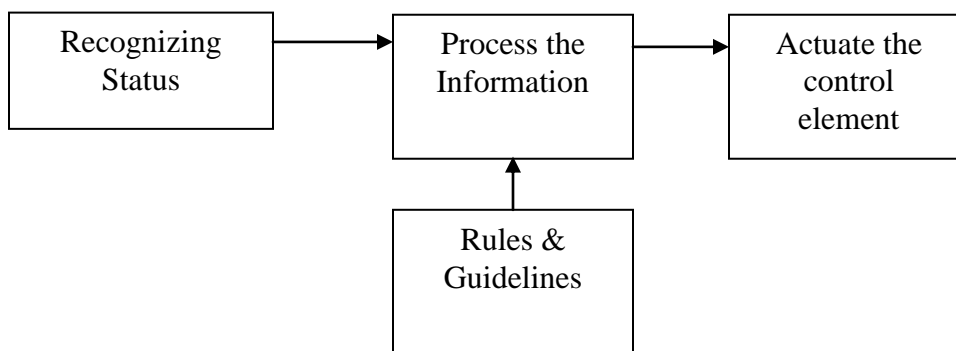 Recognizing
Status
Process the
Information
Actuate the
control
element
Rules &
Guidelines